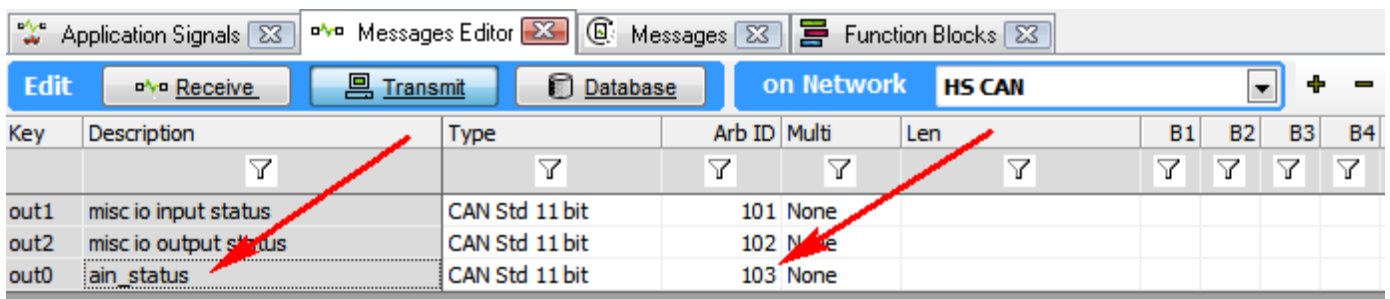 Application Signals Messages Editor Messages Function Blocks
Edit Receive Transmit Database on Network HS CAN
Key Description Type Arb ID Multi Len B1 B2 B3 B4
out1 misc io input status CAN Std 11 bit 101 None
out2 misc io output status CAN Std 11 bit 102 None
out0 ain_status CAN Std 11 bit 103 None